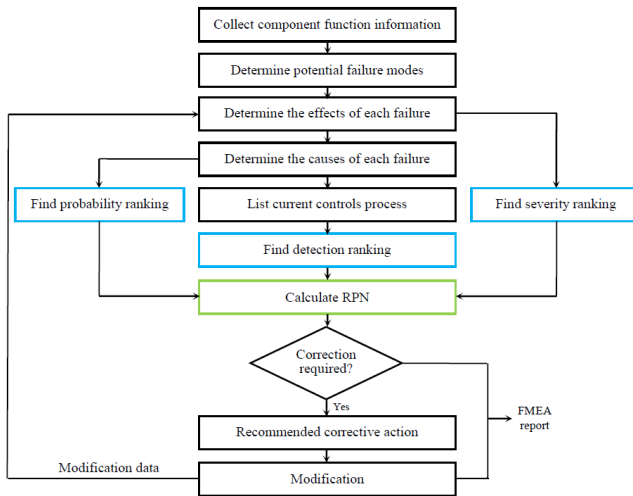 Collect component function information
Determine potential failure modes
Determine the effects of each failure
Determine the causes of each failure
Find probability ranking
List current controls process
Find severity ranking
Find detection ranking
Calculate RPN
Correction
required?
Yes
FMEA
report
Recommended corrective action
Modification data
Modification